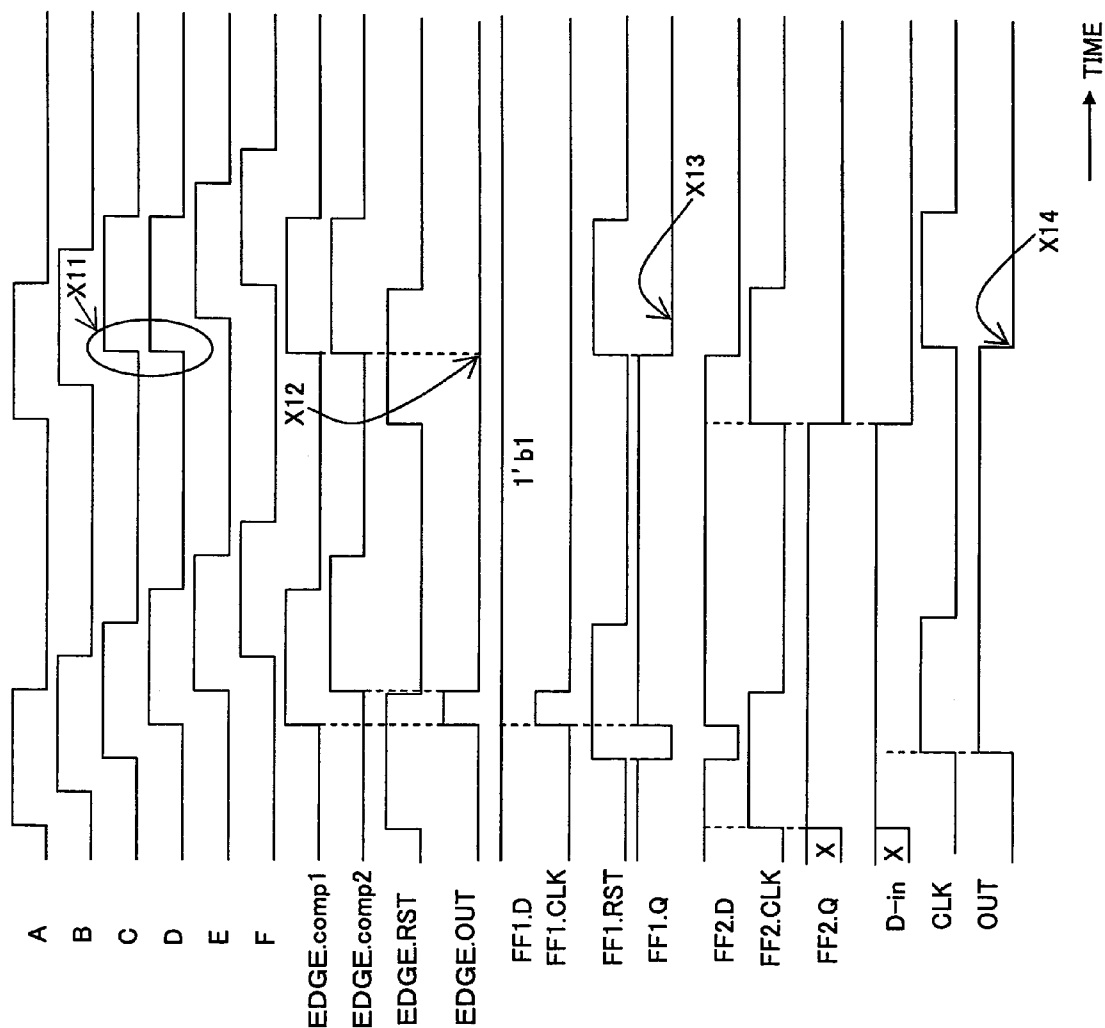 A
B
C
D
E
F
EDGE.comp1
EDGE.comp2
EDGE.RST
EDGE.OUT
FF1.D
FF1.CLK
FF1.RST
FF1.Q
FF2.D
FF2.CLK
FF2.Q
D-in
CLK
OUT
X11
X12
1'b1
X13
X
X
X14
TIME